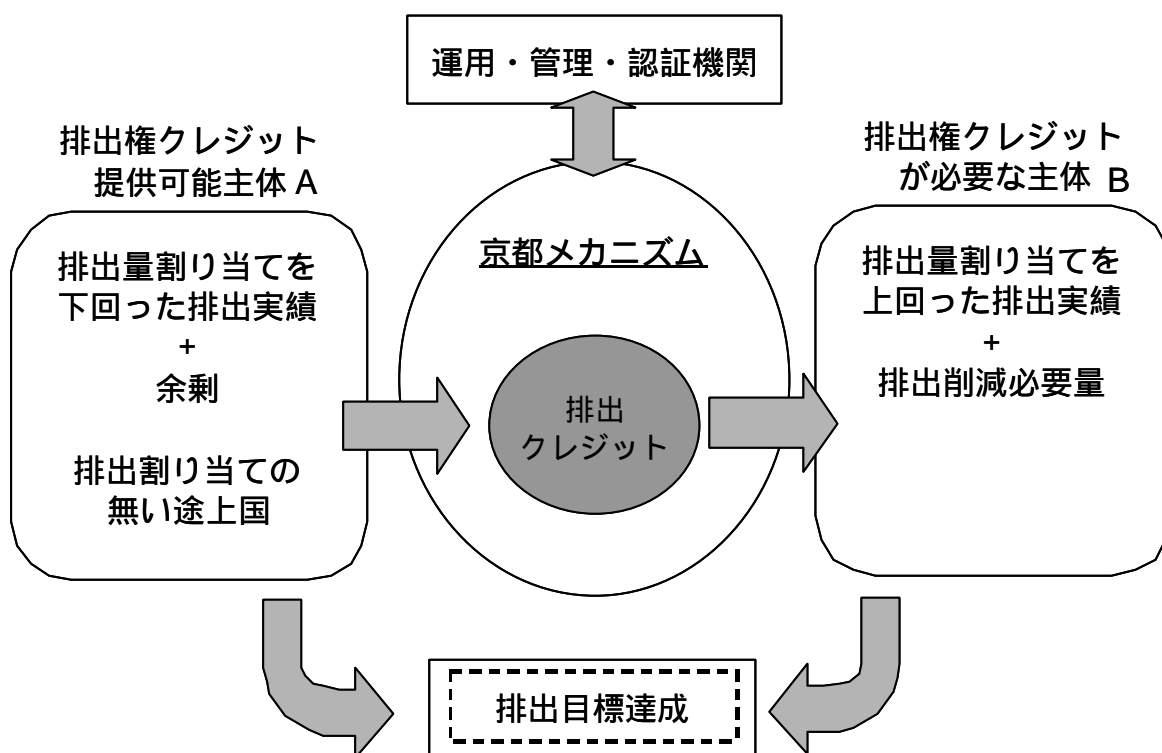 運用・管理・認証機関
排出権クレジット
提供可能主体 A
排出権クレジット
が必要な主体 B
排出量割り当てを
下回った排出実績
+
余剰
排出割り当ての
無い途上国
京都メカニズム
排出
クレジット
排出量割り当てを
上回った排出実績
+
排出削減必要量
排出目標達成